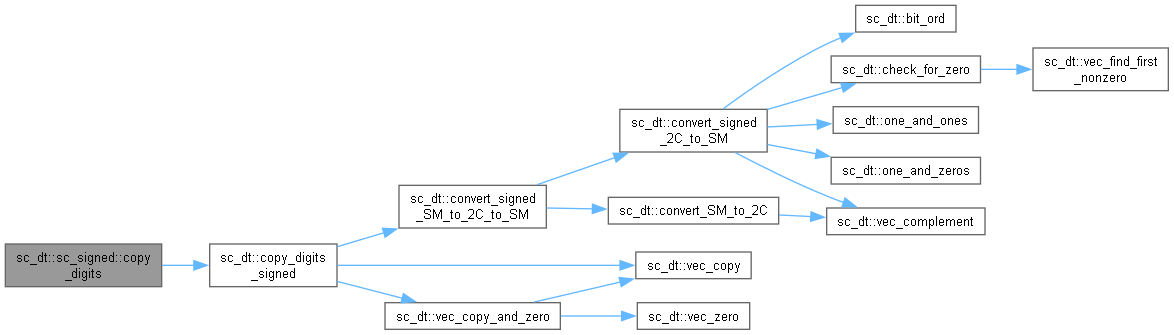 sc_dt::sc_signed::copy
_digits
sc_dt::copy_digits
_signed
sc_dt::convert_signed
_SM_to_2C_to_SM
sc_dt::convert_signed
_2C_to_SM
sc_dt::bit_ord
sc_dt::check_for_zero
sc_dt::vec_find_first
_nonzero
sc_dt::one_and_ones
sc_dt::one_and_zeros
sc_dt::vec_complement
sc_dt::convert_SM_to_2C
sc_dt::vec_copy
sc_dt::vec_copy_and_zero
sc_dt::vec_zero